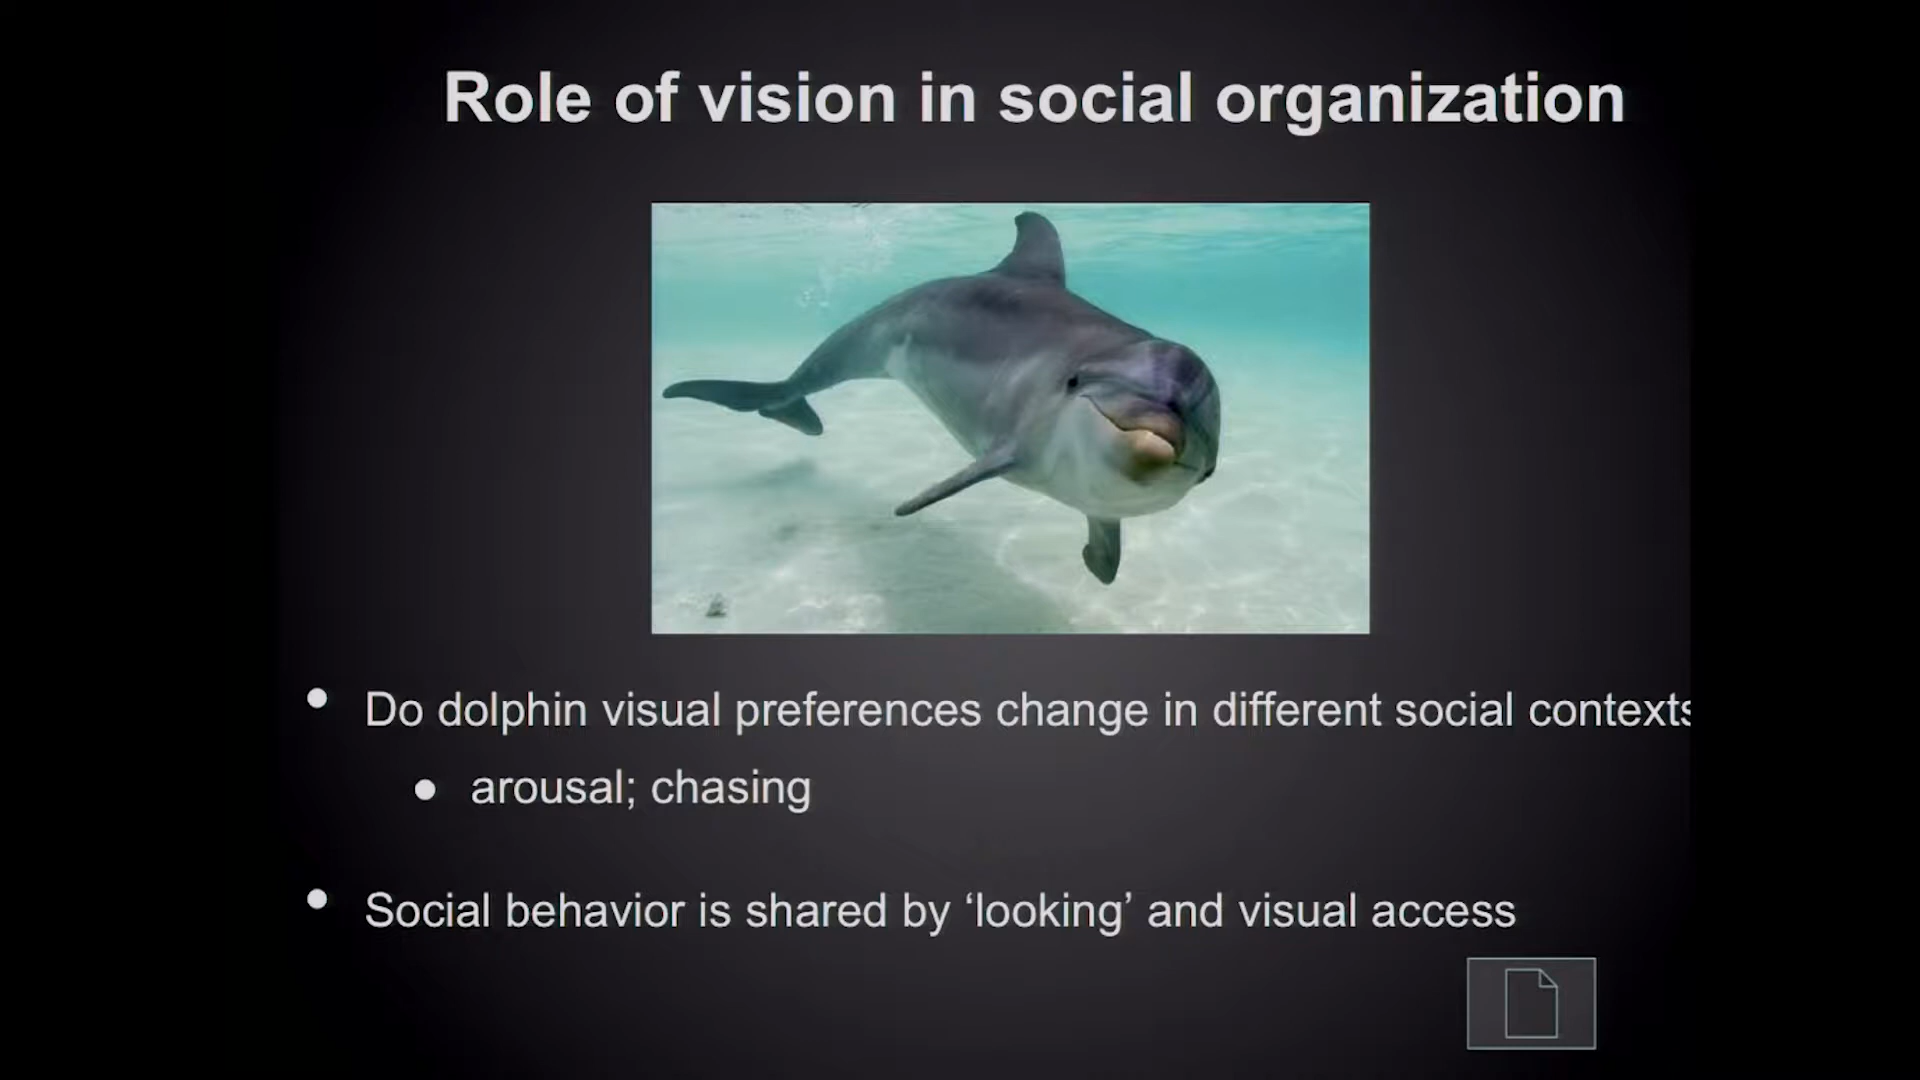 Role of vision in social organization
• Do dolphin visual preferences change in different social contexts
• arousal; chasing
• Social behavior is shared by ‘looking’ and visual access